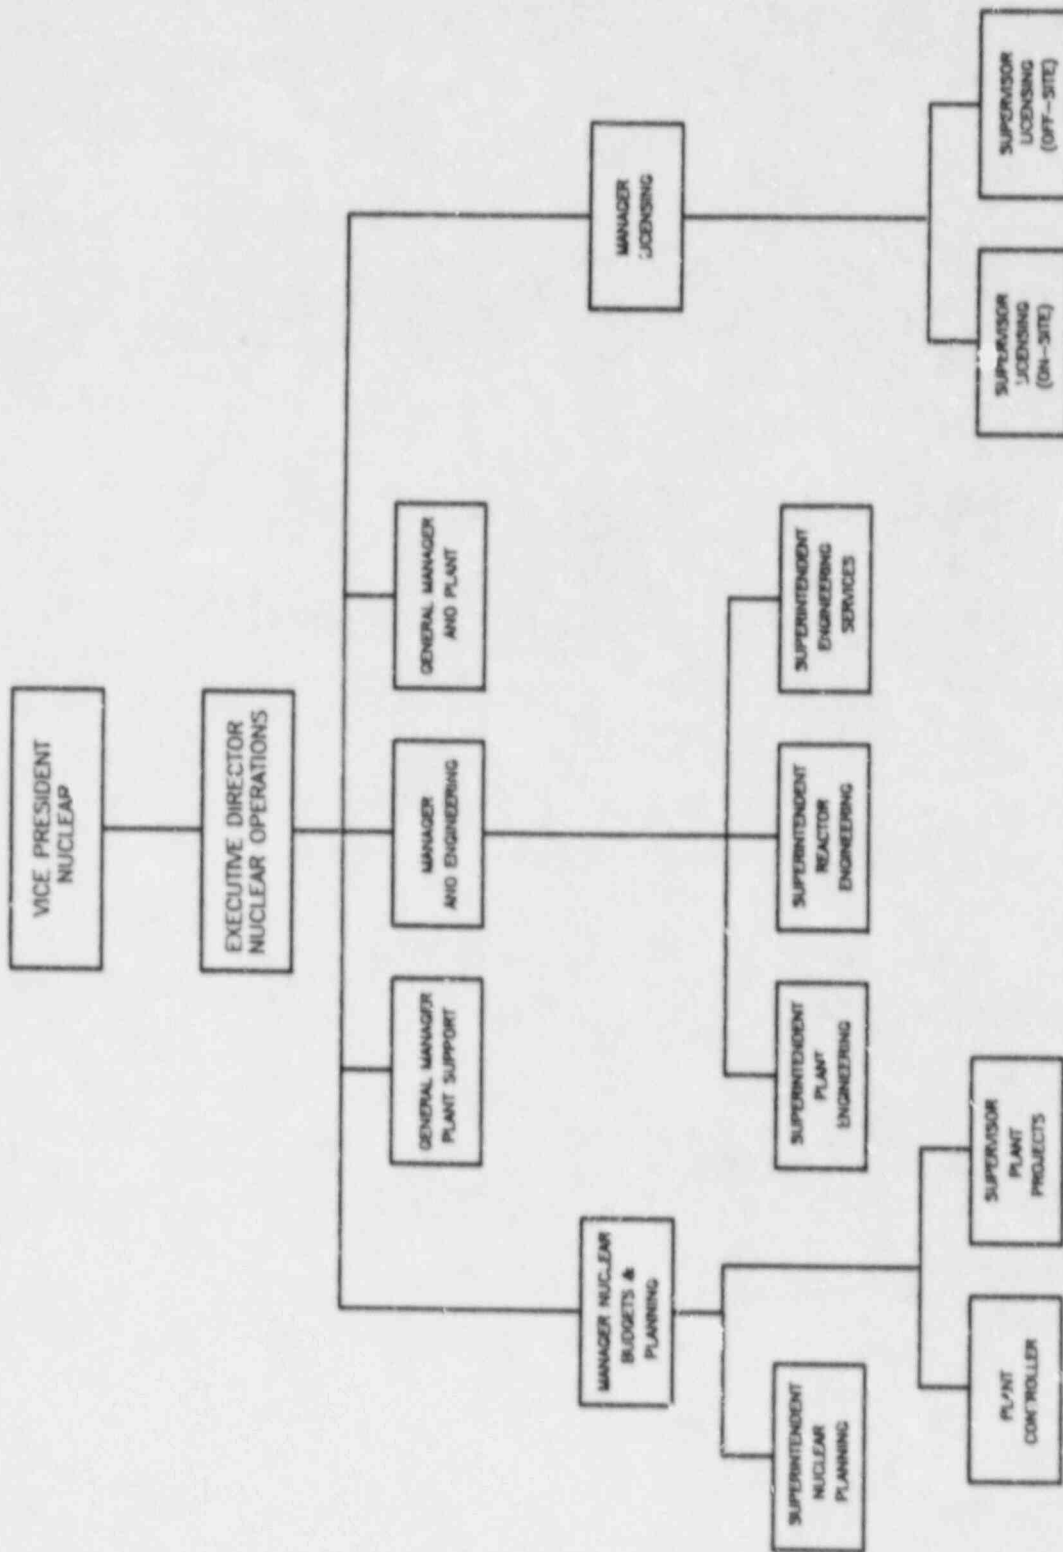 VICE PRESIDENT
NUCLEAR
EXECUTIVE DIRECTOR
NUCLEAR OPERATIONS
GENERAL MANAGER
PLANT SUPPORT
MANAGER
AND ENGINEERING
GENERAL MANAGER
AND PLANT
MANAGER NUCLEAR
BUDGETS &
PLANNING
MANAGER
LICENSING
SUPERINTENDENT
NUCLEAR
PLANNING
SUPERINTENDENT
PLANT
ENGINEERING
SUPERINTENDENT
REACTOR
ENGINEERING
SUPERINTENDENT
ENGINEERING
SERVICES
PLANT
CONTROLLER
SUPERVISOR
PLANT
PROJECTS
SUPERVISOR
LICENSING
(ON-SITE)
SUPERVISOR
LICENSING
(OFF-SITE)